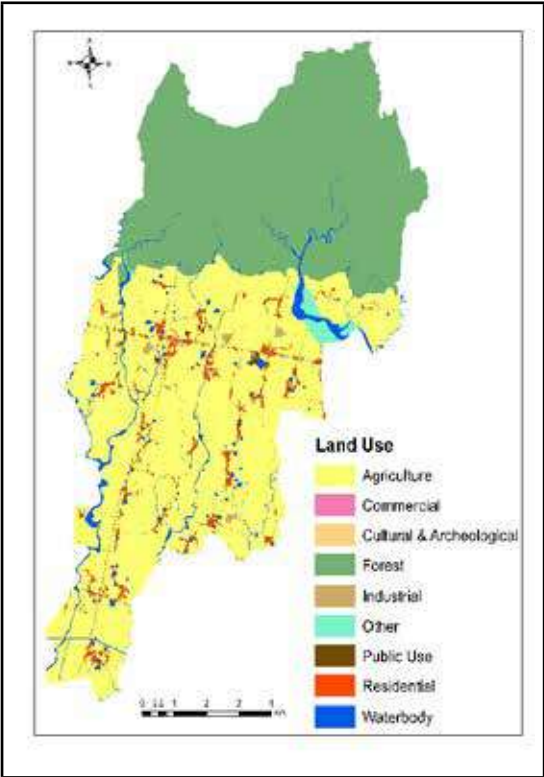 Land Use
Agriculture
Commercial
Cultural & Archeological
Forest
Industrial
Other
Public Use
Residential
Waterbody